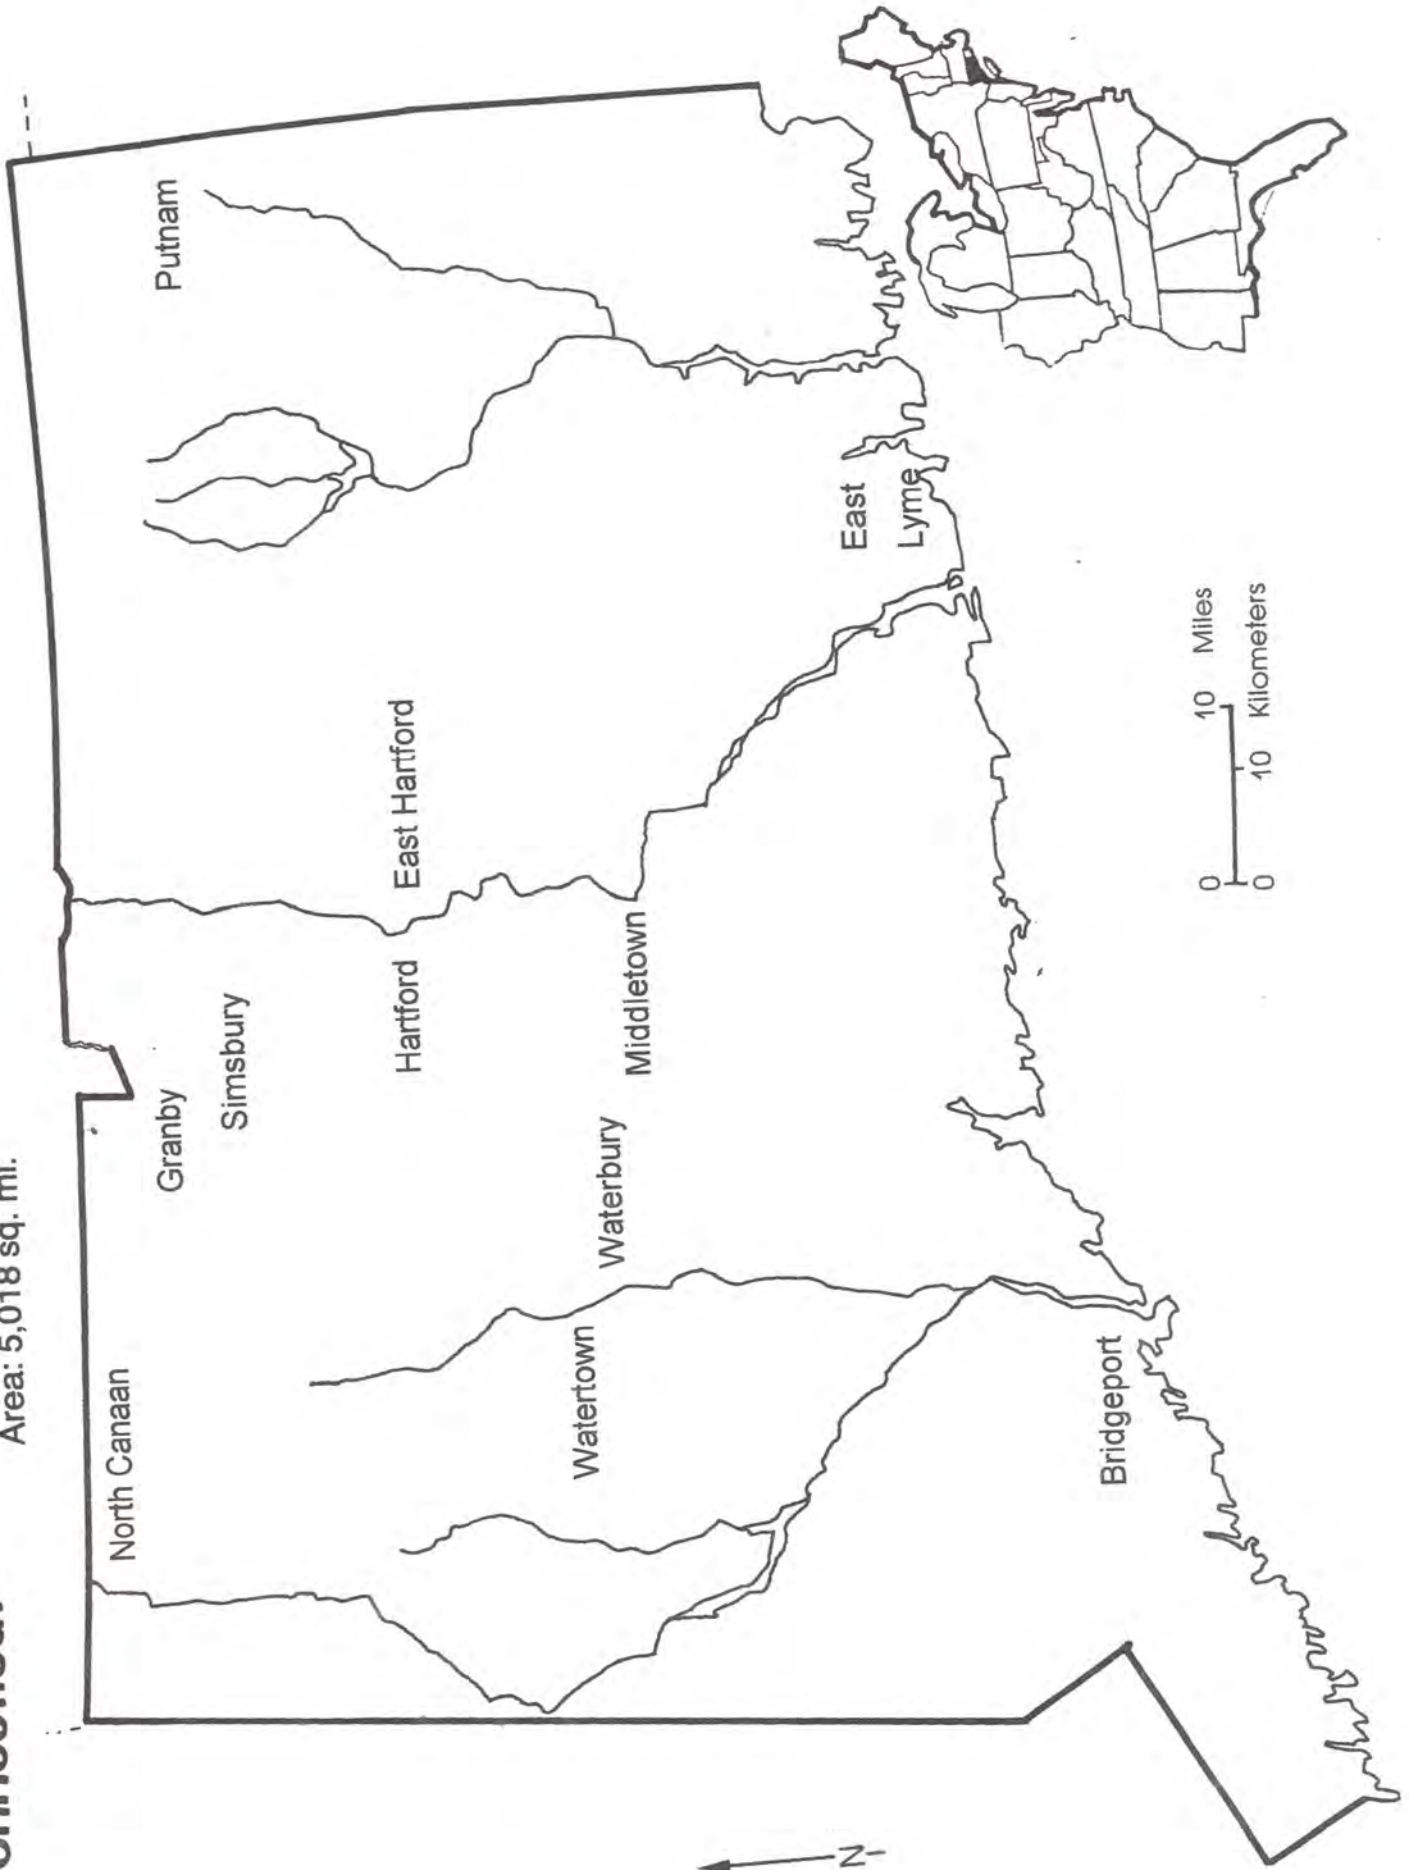 Area: 5,018 sq. mi.
North Canaan
Granby
Simsbury
Putnam
Hartford
East Hartford
Watertown
Waterbury
Middletown
East
Lyme
Bridgeport
N
0 10 Miles
0 10 Kilometers